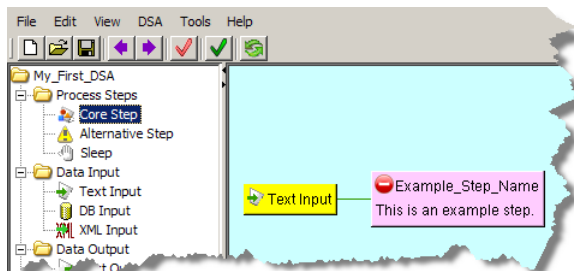 File Edit View DSA Tools Help
My_First_DSA
Process Steps
Core Step
Alternative Step
Sleep
Data Input
Text Input
DB Input
XML Input
Data Output
Text Input
Example_Step_Name
This is an example step.